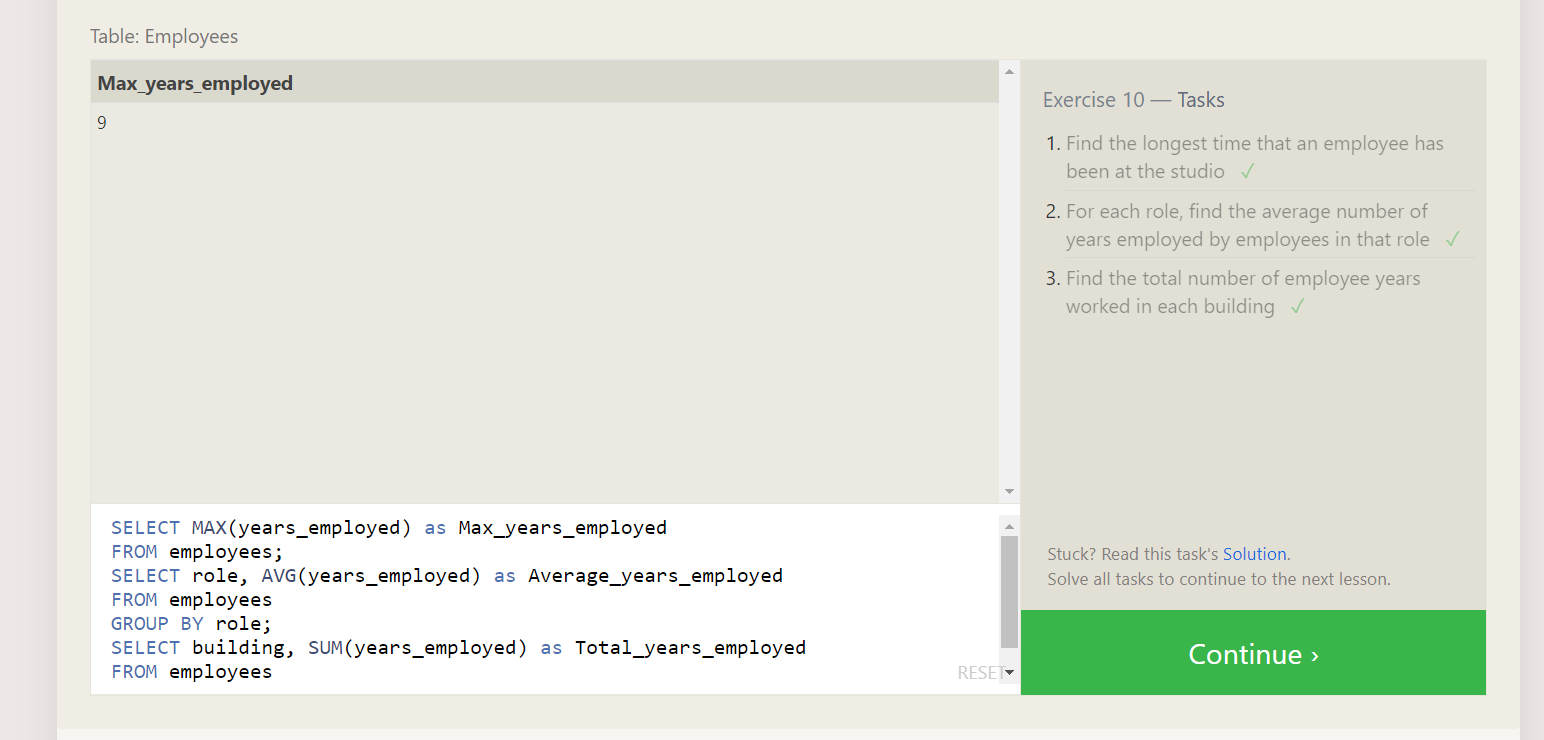 Table: Employees
Max_years_employed
9
SELECT MAX(years_employed) as Max_years_employed
FROM employees;
SELECT role, AVG(years_employed) as Average_years_employed
FROM employees
GROUP BY role;
SELECT building, SUM(years_employed) as Total_years_employed
FROM employees
RESET
Exercise 10 — Tasks
1. Find the longest time that an employee has
been at the studio ✓
2. For each role, find the average number of
years employed by employees in that role ✓
3. Find the total number of employee years
worked in each building ✓
Stuck? Read this task's Solution.
Solve all tasks to continue to the next lesson.
Continue ›